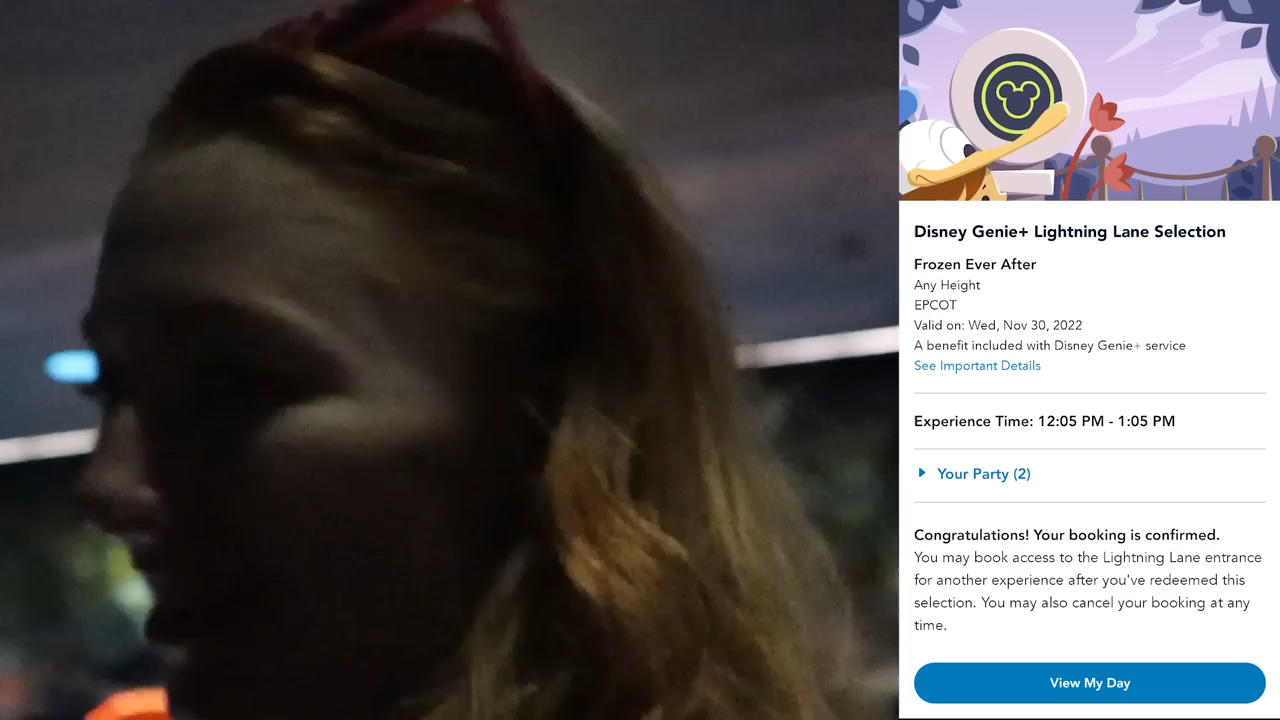 Disney Genie+ Lightning Lane Selection
Frozen Ever After
Any Height
EPCOT
Valid on: Wed, Nov 30, 2022
A benefit included with Disney Genie+ service
See Important Details
Experience Time: 12:05 PM - 1:05 PM
Your Party (2)
Congratulations! Your booking is confirmed.
You may book access to the Lightning Lane entrance
for another experience after you've redeemed this
selection. You may also cancel your booking at any
time.
View My Day